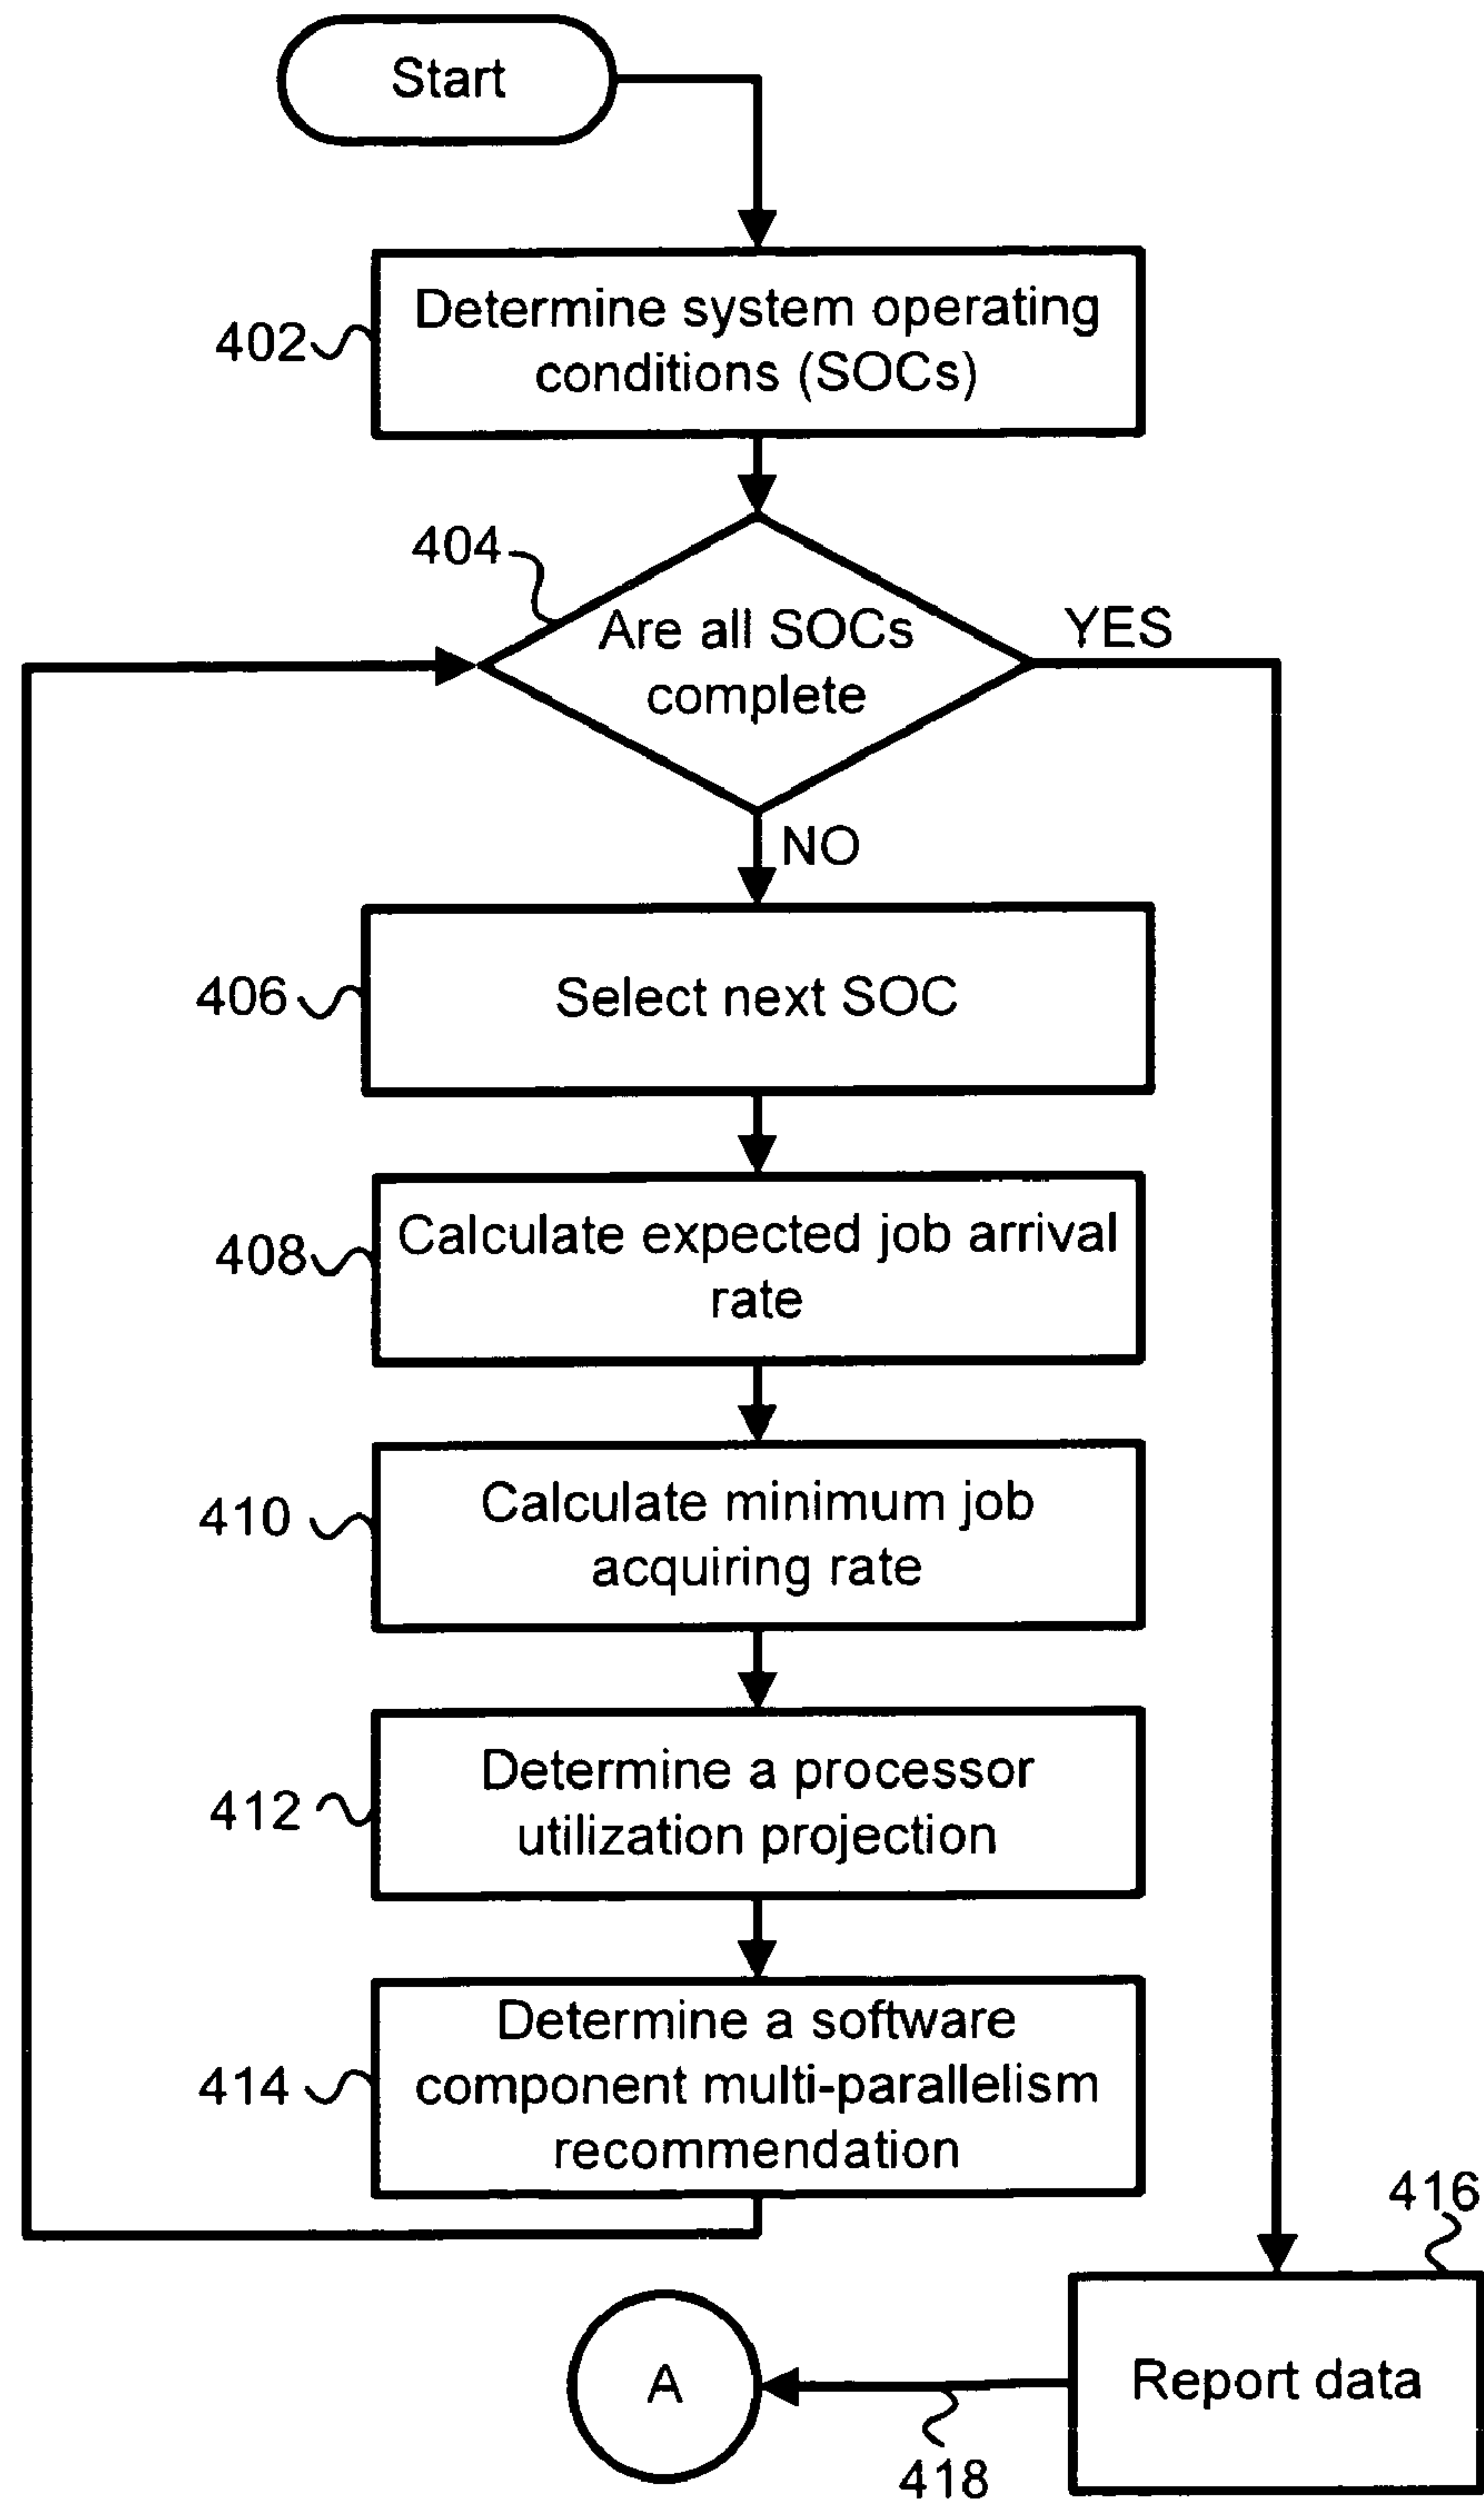 Start
402
Determine system operating
conditions (SOCs)
404
Are all SOCs
complete
YES
NO
406
Select next SOC
408
Calculate expected job arrival
rate
410
Calculate minimum job
acquiring rate
412
Determine a processor
utilization projection
414
Determine a software
component multi-parallelism
recommendation
416
Report data
A
418